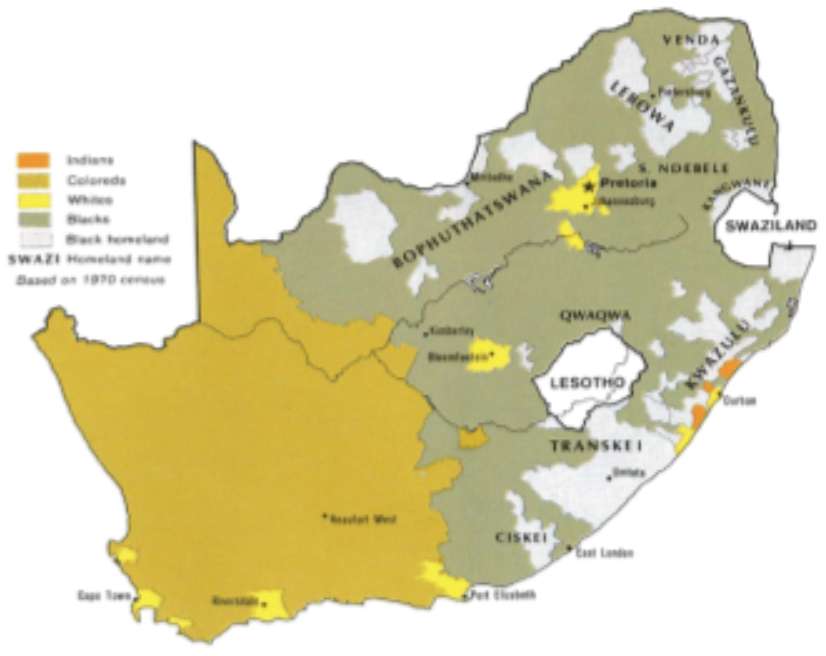 VENDA
GAZANKULU
LEBOWA
Pietersburg
Indians
Coloreds
Whites
Blacks
Black homeland
SWAZI Homeland name
Based on 1970 census
S. NDEBELE
Pretoria
Mmbatho
BOPHUTHATSWANA
KANGWANE
SWAZILAND
QWAQWA
Kimberley
Bloemfontein
LESOTHO
KWAZULU
Durban
TRANSKEI
Umtata
Beaufort West
CISKEI
East London
Cape Town
Riversdale
Port Elizabeth